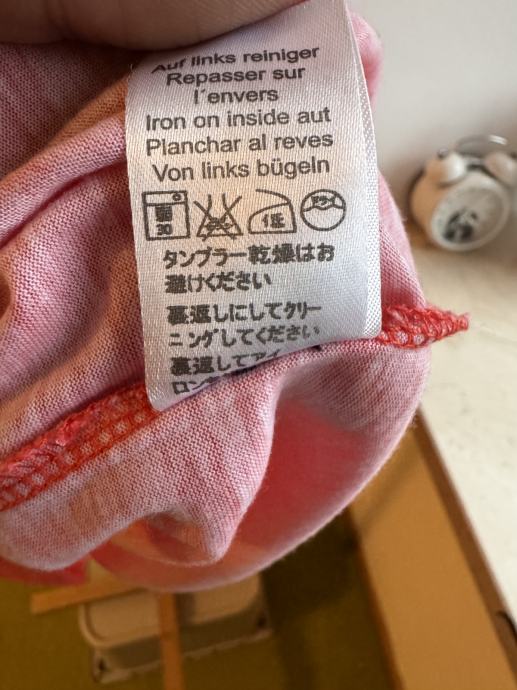 Auf links reiniger
Repasser sur
l´envers
Iron on inside aut
Planchar al reves
Von links bügeln
30
タンブラー乾燥はお
避けください
裏返しにしてクリー
ニングしてください
裏返してアイ
ロン